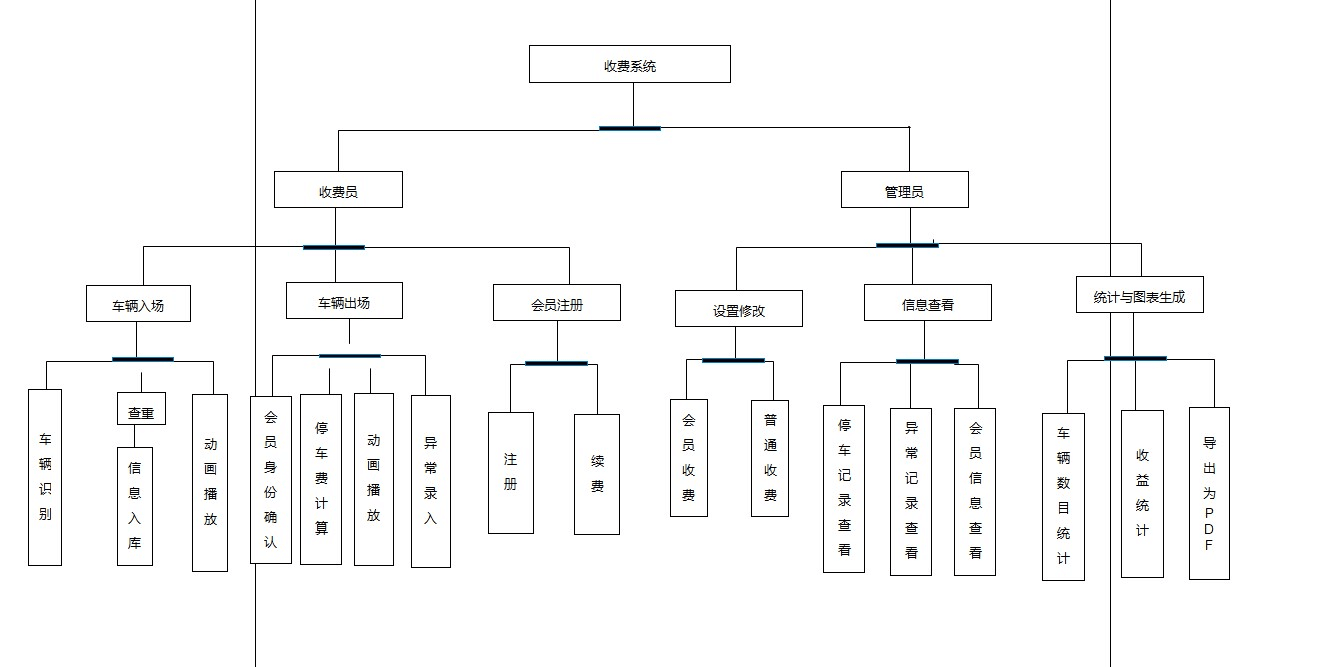 收费系统
收费员
管理员
车辆入场
车辆出场
会员注册
设置修改
信息查看
统计与图表生成
车辆识别
查重
信息入库
动画播放
会员身份确认
停车费计算
动画播放
异常录入
注册
续费
会员收费
普通收费
停车记录查看
异常记录查看
会员信息查看
车辆数目统计
收益统计
导出为PDF